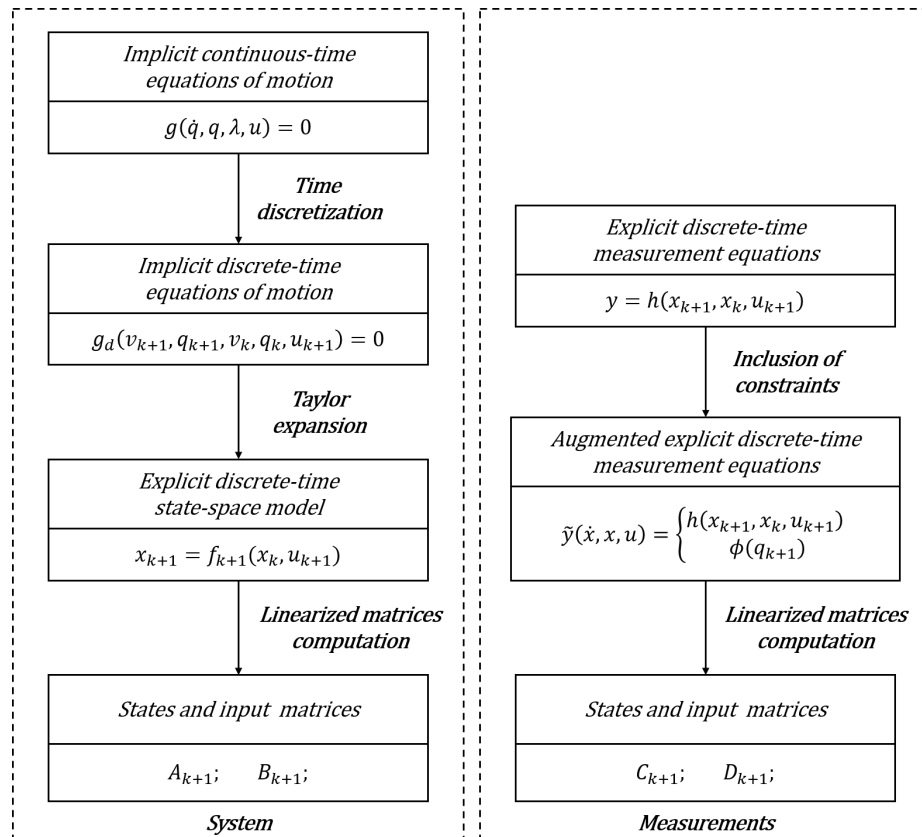 Implicit continuous-time
equations of motion
g(q̇, q, λ, u) = 0
Time
discretization
Implicit discrete-time
equations of motion
g_d(v_{k+1}, q_{k+1}, v_k, q_k, u_{k+1}) = 0
Taylor
expansion
Explicit discrete-time
state-space model
x_{k+1} = f_{k+1}(x_k, u_{k+1})
Linearized matrices
computation
States and input matrices
A_{k+1}; B_{k+1};
System
Explicit discrete-time
measurement equations
y = h(x_{k+1}, x_k, u_{k+1})
Inclusion of
constraints
Augmented explicit discrete-time
measurement equations
ỹ(ẋ, x, u) = { h(x_{k+1}, x_k, u_{k+1})
ϕ(q_{k+1})
Linearized matrices
computation
States and input matrices
C_{k+1}; D_{k+1};
Measurements